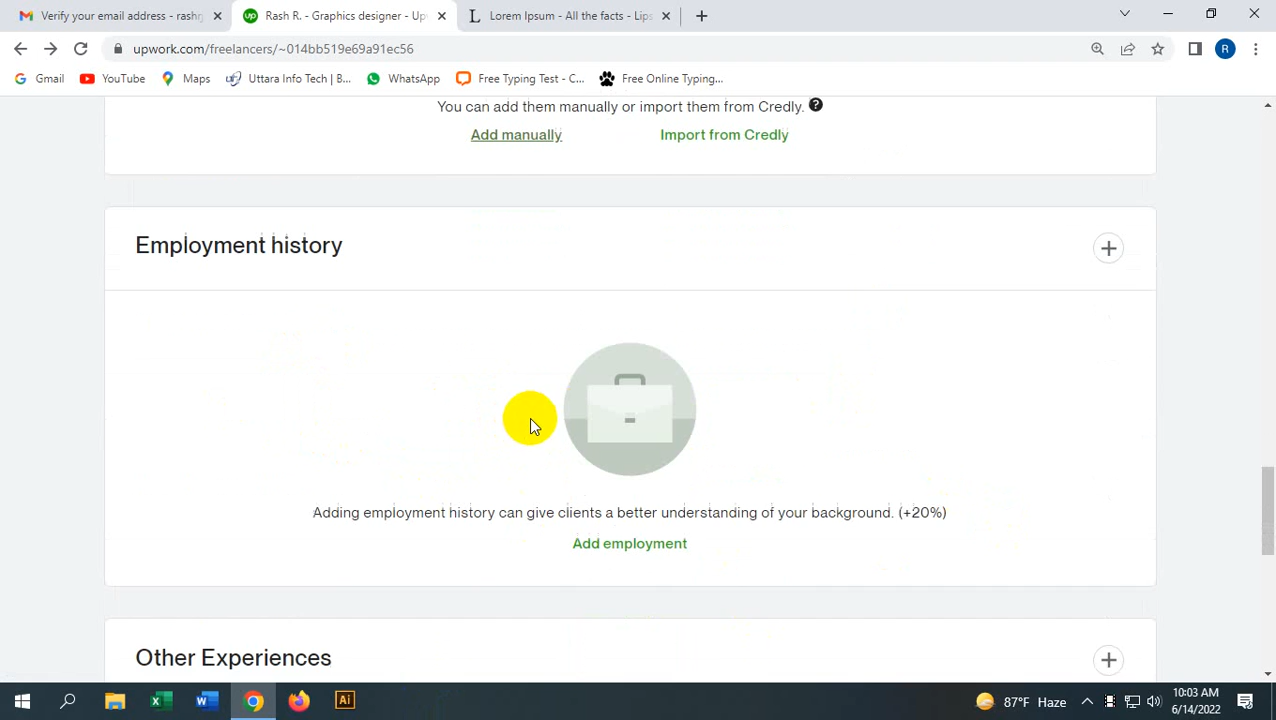 Verify your email address - rashr
Rash R. - Graphics designer - Upw
Lorem Ipsum - All the facts - Lips
upwork.com/freelancers/~014bb519e69a91ec56
R
Gmail
YouTube
Maps
Uttara Info Tech | B...
WhatsApp
Free Typing Test - C...
Free Online Typing...
You can add them manually or import them from Credly. ?
Add manually
Import from Credly
Employment history
Adding employment history can give clients a better understanding of your background. (+20%)
Add employment
Other Experiences
87°F Haze
10:03 AM
6/14/2022